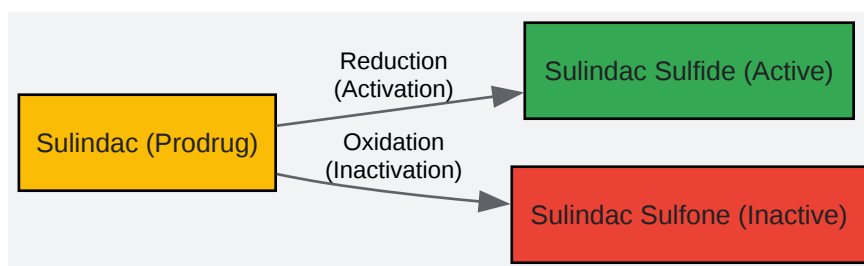 Reduction
(Activation)
Sulindac Sulfide (Active)
Sulindac (Prodrug)
Oxidation
(Inactivation)
Sulindac Sulfone (Inactive)